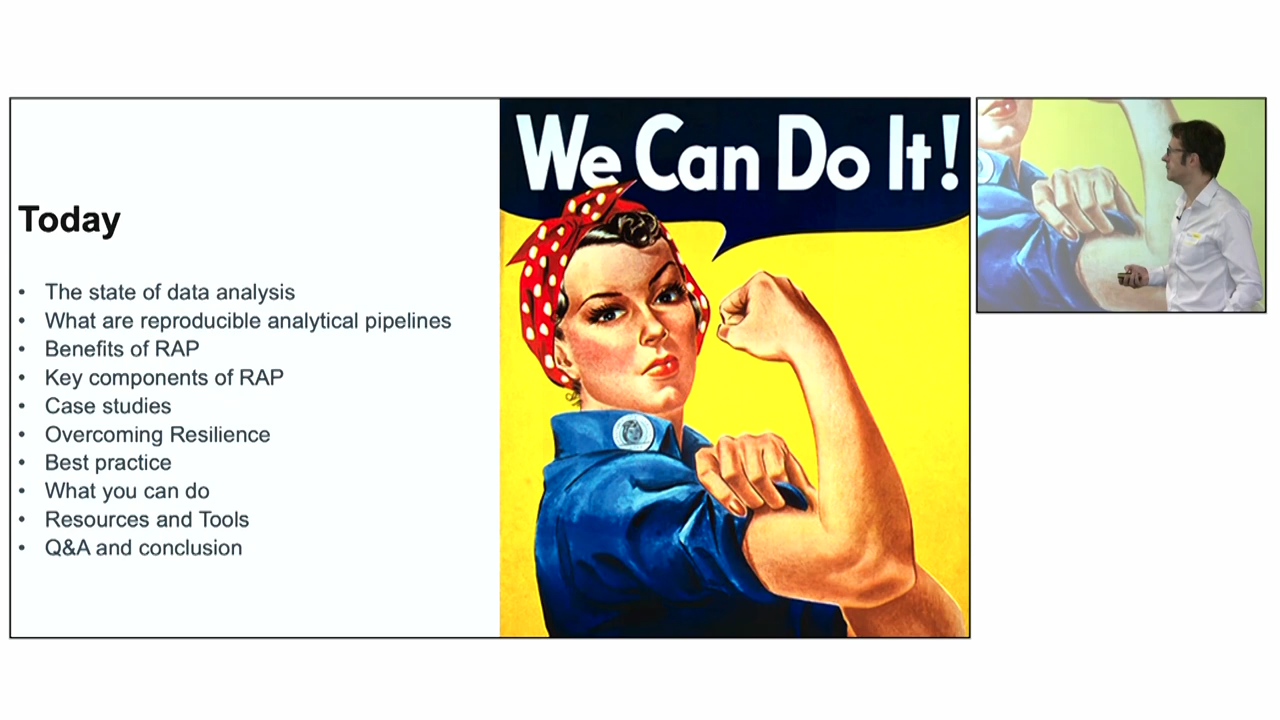 Today
• The state of data analysis
• What are reproducible analytical pipelines
• Benefits of RAP
• Key components of RAP
• Case studies
• Overcoming Resilience
• Best practice
• What you can do
• Resources and Tools
• Q&A and conclusion
We Can Do It!